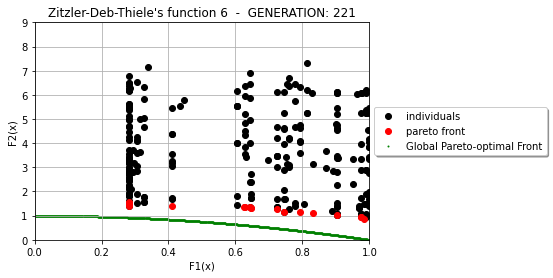 Zitzler-Deb-Thiele's function 6 - GENERATION: 221
F2(x)
9
8
7
6
5
4
3
2
1
0
0.0 0.2 0.4 0.6 0.8 1.0
F1(x)
individuals
pareto front
Global Pareto-optimal Front